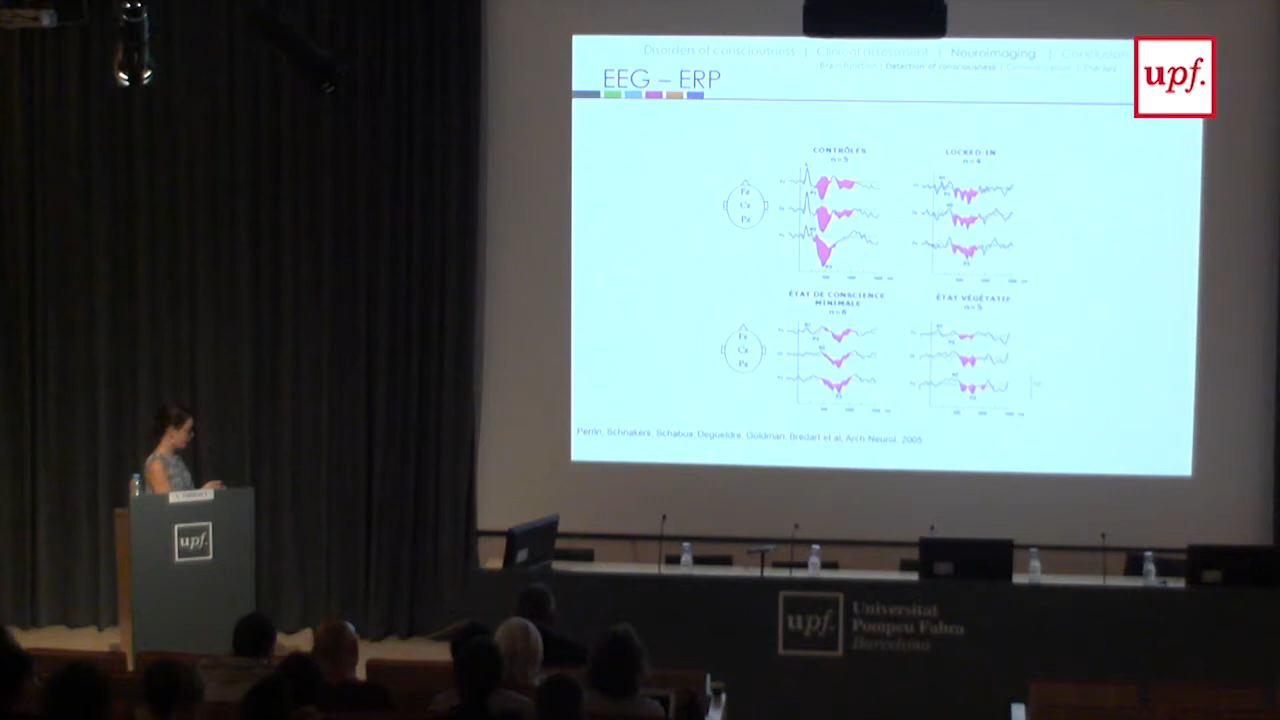 Disorders of consciousness | Clinical assessment | Neuroimaging | Conclusion
Brain function | Detection of consciousness | Communication | Therapy
upf.
EEG – ERP
CONTRÔLES
n=5
LOCKED-IN
n=4
Fz
Cz
Pz
ÉTAT DE CONSCIENCE
MINIMALE
n=6
ÉTAT VÉGÉTATIF
n=5
Fz
Cz
Pz
Perrin, Schnakers, Schabus, Degueldre, Goldman, Bredart et al, Arch Neurol, 2005
upf.
upf.
Universitat
Pompeu Fabra
Barcelona